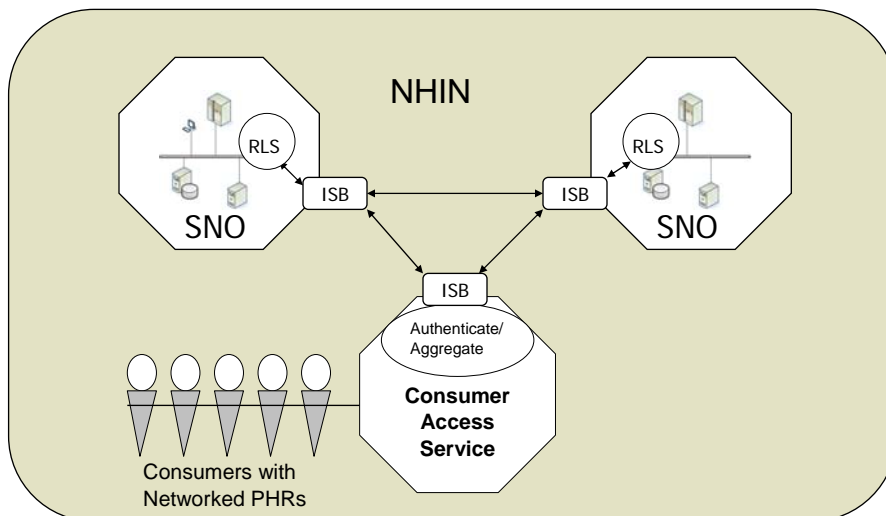 NHIN
RLS
ISB
SNO
RLS
ISB
SNO
ISB
Authenticate/
Aggregate
Consumer
Access
Service
Consumers with
Networked PHRs